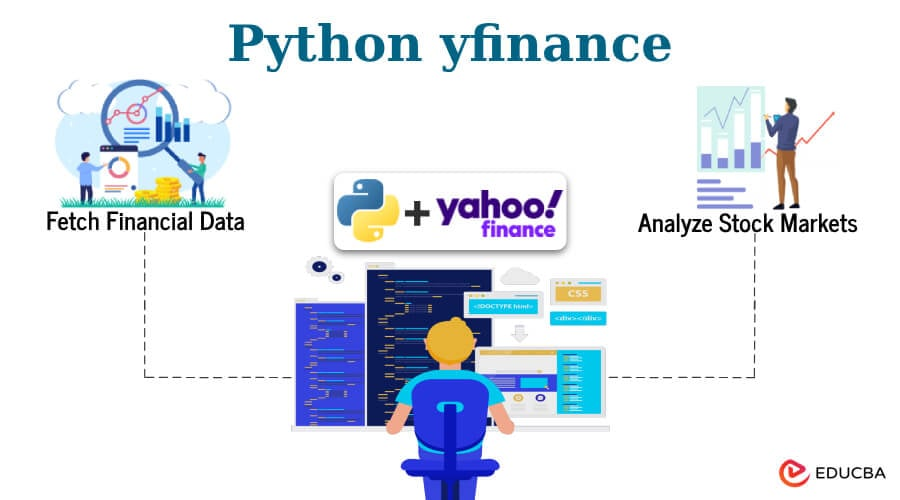 Python yfinance
Fetch Financial Data
+
yahoo!
finance
Analyze Stock Markets
<!DOCTYPE html>
CSS
<div><div>
EDUCBA